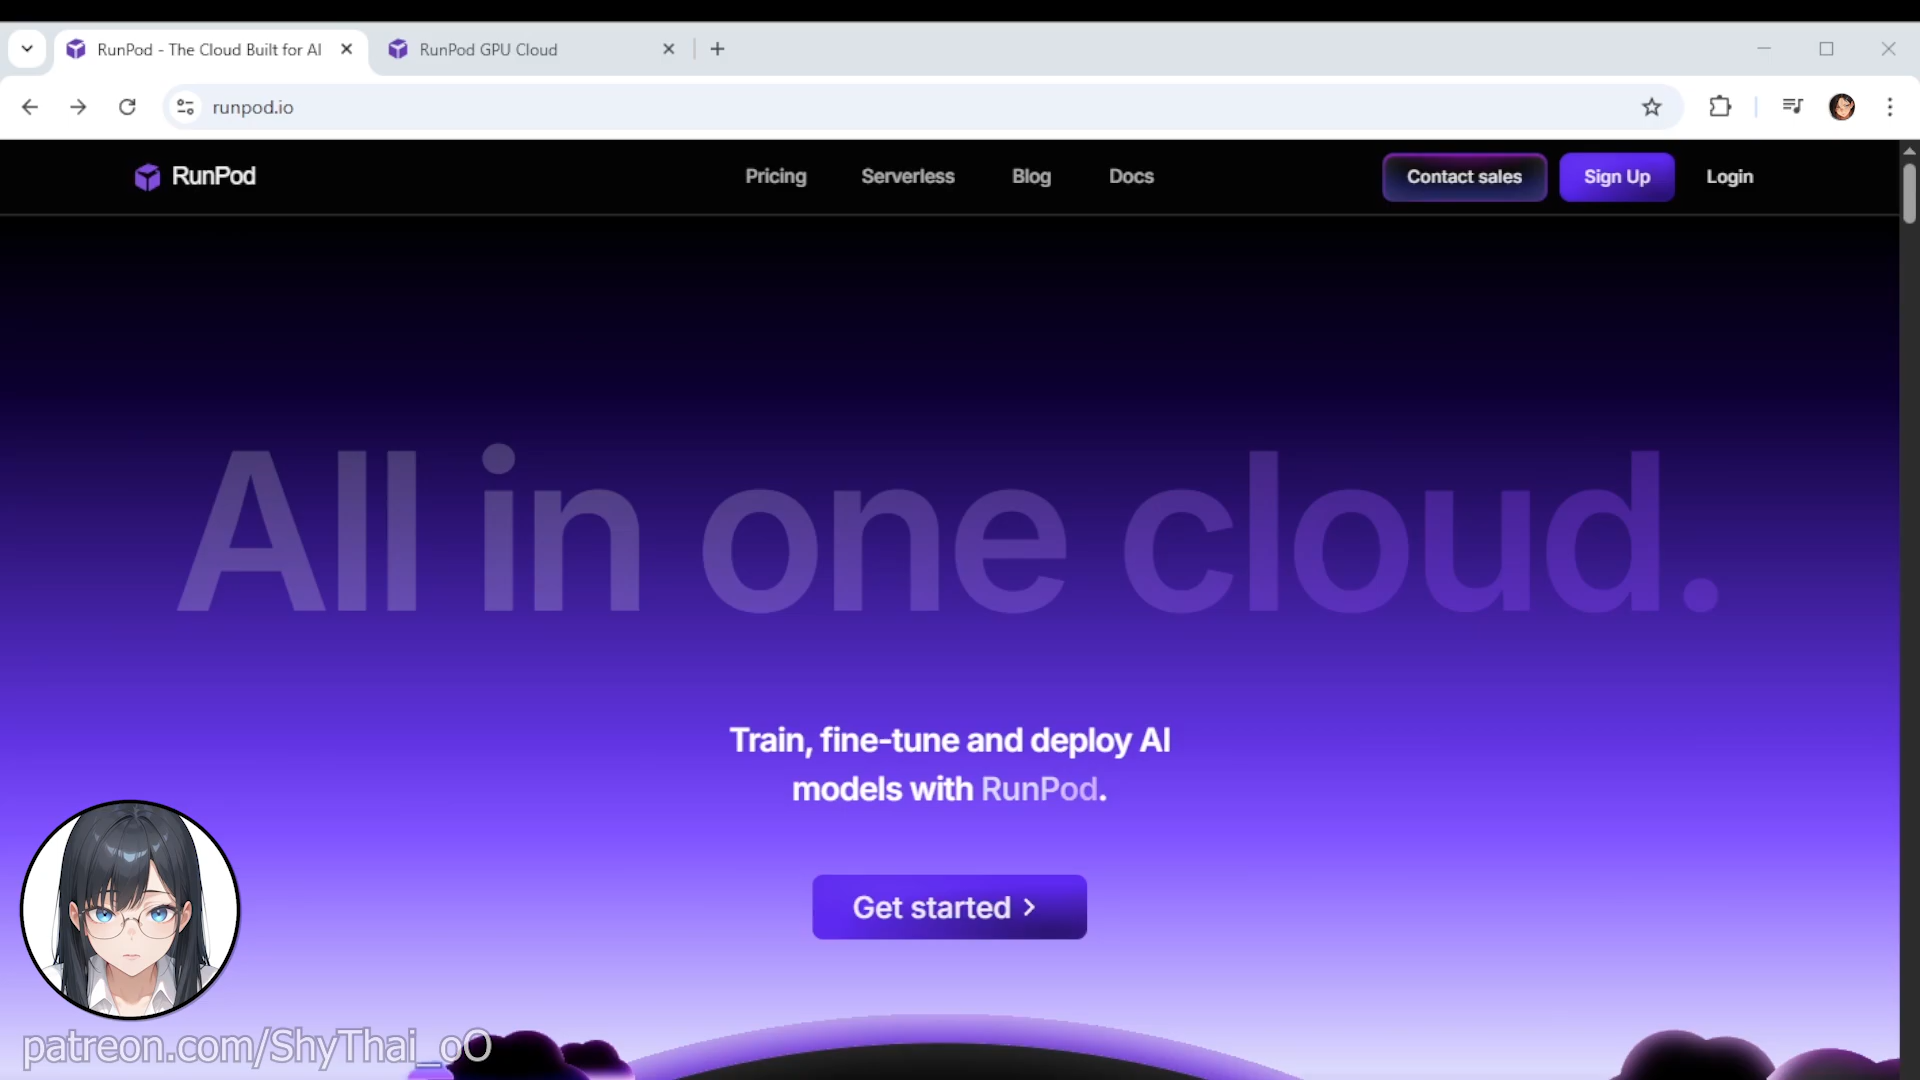 RunPod - The Cloud Built for AI
RunPod GPU Cloud
runpod.io
RunPod
Pricing
Serverless
Blog
Docs
Contact sales
Sign Up
Login
All in one cloud.
Train, fine-tune and deploy AI
models with RunPod.
Get started
patreon.com/ShyThai_oO